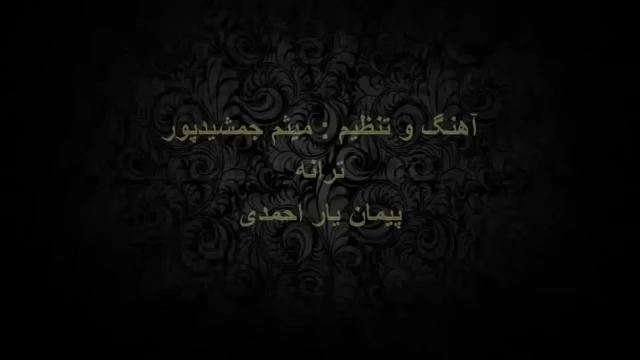 آهنگ و تنظیم : میثم جمشیدپور
ترانه
پیمان یار احمدی